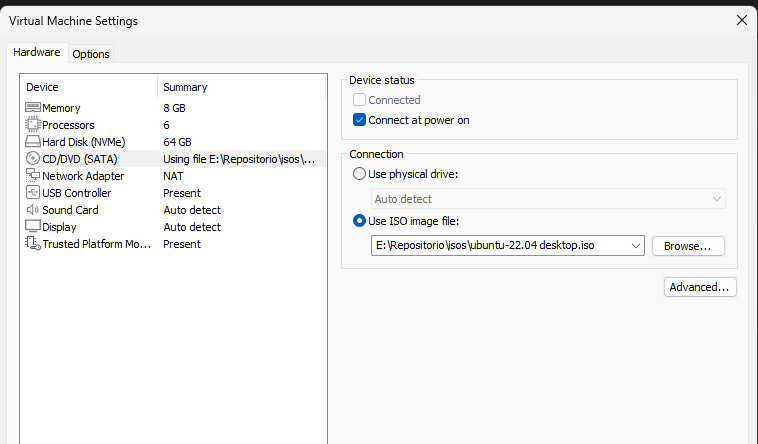 Virtual Machine Settings
Hardware Options
Device Summary
Memory 8 GB
Processors 6
Hard Disk (NVMe) 64 GB
CD/DVD (SATA) Using file E:\Repositorio\isos\...
Network Adapter NAT
USB Controller Present
Sound Card Auto detect
Display Auto detect
Trusted Platform Mo... Present
Device status
Connected
Connect at power on
Connection
Use physical drive:
Auto detect
Use ISO image file:
E:\Repositorio\isos\ubuntu-22.04 desktop.iso
Browse...
Advanced...